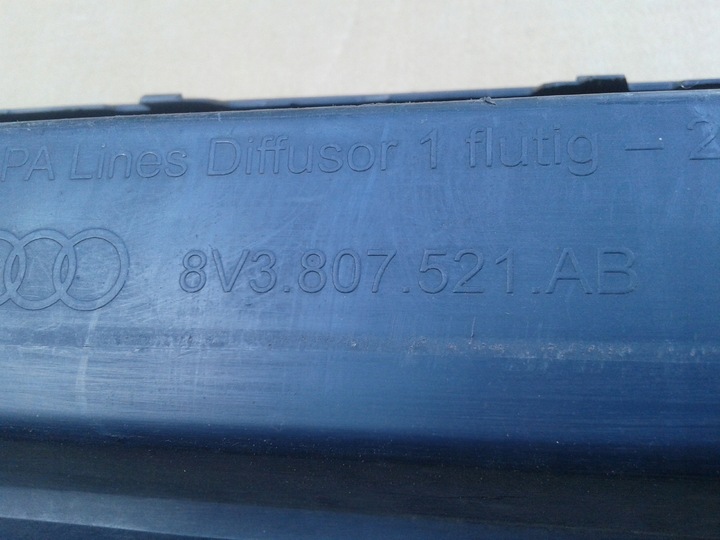 PA Lines Diffusor 1 flutig – 2
8V3.807.521.AB